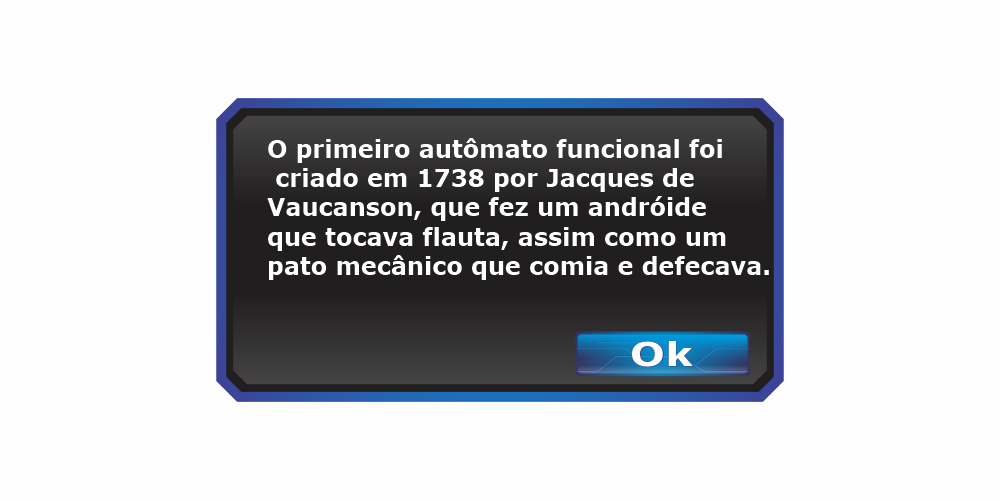 O primeiro autômato funcional foi
criado em 1738 por Jacques de
Vaucanson, que fez um andróide
que tocava flauta, assim como um
pato mecânico que comia e defecava.
Ok